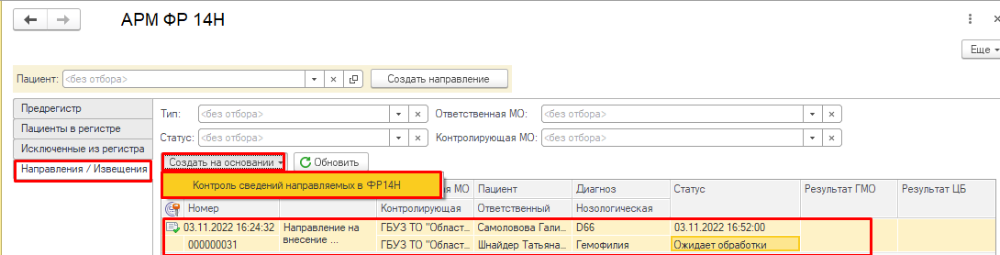 АРМ ФР 14Н
Еще
Пациент: <без отбора> Создать направление
Предрегистр
Пациенты в регистре
Исключенные из регистра
Направления / Извещения
Тип: <без отбора> Ответственная МО: <без отбора>
Статус: <без отбора> Контролирующая МО: <без отбора>
Создать на основании Обновить
Контроль сведений направляемых в ФР14Н
МО Пациент Диагноз Статус Результат ГМО Результат ЦБ
Номер Контролирующая Ответственный Нозологическая
03.11.2022 16:24:32 Направление на внесение ... ГБУЗ ТО "Област... Самоловова Гали... D66 03.11.2022 16:52:00
000000031 ГБУЗ ТО "Област... Шнайдер Татьяна... Гемофилия Ожидает обработки